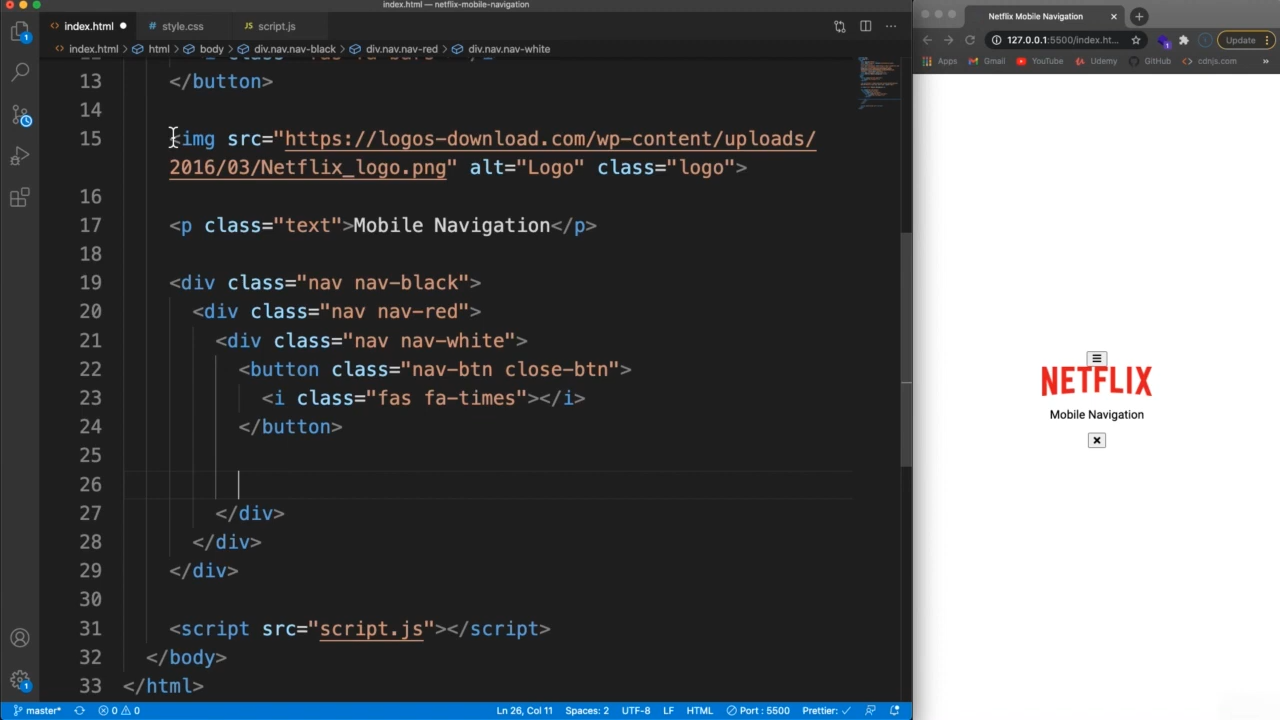 index.html — netflix-mobile-navigation
index.html
style.css
script.js
index.html > html > body > div.nav.nav-black > div.nav.nav-red > div.nav.nav-white
13 </button>
14
15 <img src="https://logos-download.com/wp-content/uploads/
2016/03/Netflix_logo.png" alt="Logo" class="logo">
16
17 <p class="text">Mobile Navigation</p>
18
19 <div class="nav nav-black">
20 <div class="nav nav-red">
21 <div class="nav nav-white">
22 <button class="nav-btn close-btn">
23 <i class="fas fa-times"></i>
24 </button>
25
26
27 </div>
28 </div>
29 </div>
30
31 <script src="script.js"></script>
32 </body>
33 </html>
master* 0 0 Ln 26, Col 11 Spaces: 2 UTF-8 LF HTML Port : 5500 Prettier: ✓
Netflix Mobile Navigation
127.0.0.1:5500/index.ht...
Update
Apps Gmail YouTube Udemy GitHub cdnjs.com »
NETFLIX
Mobile Navigation